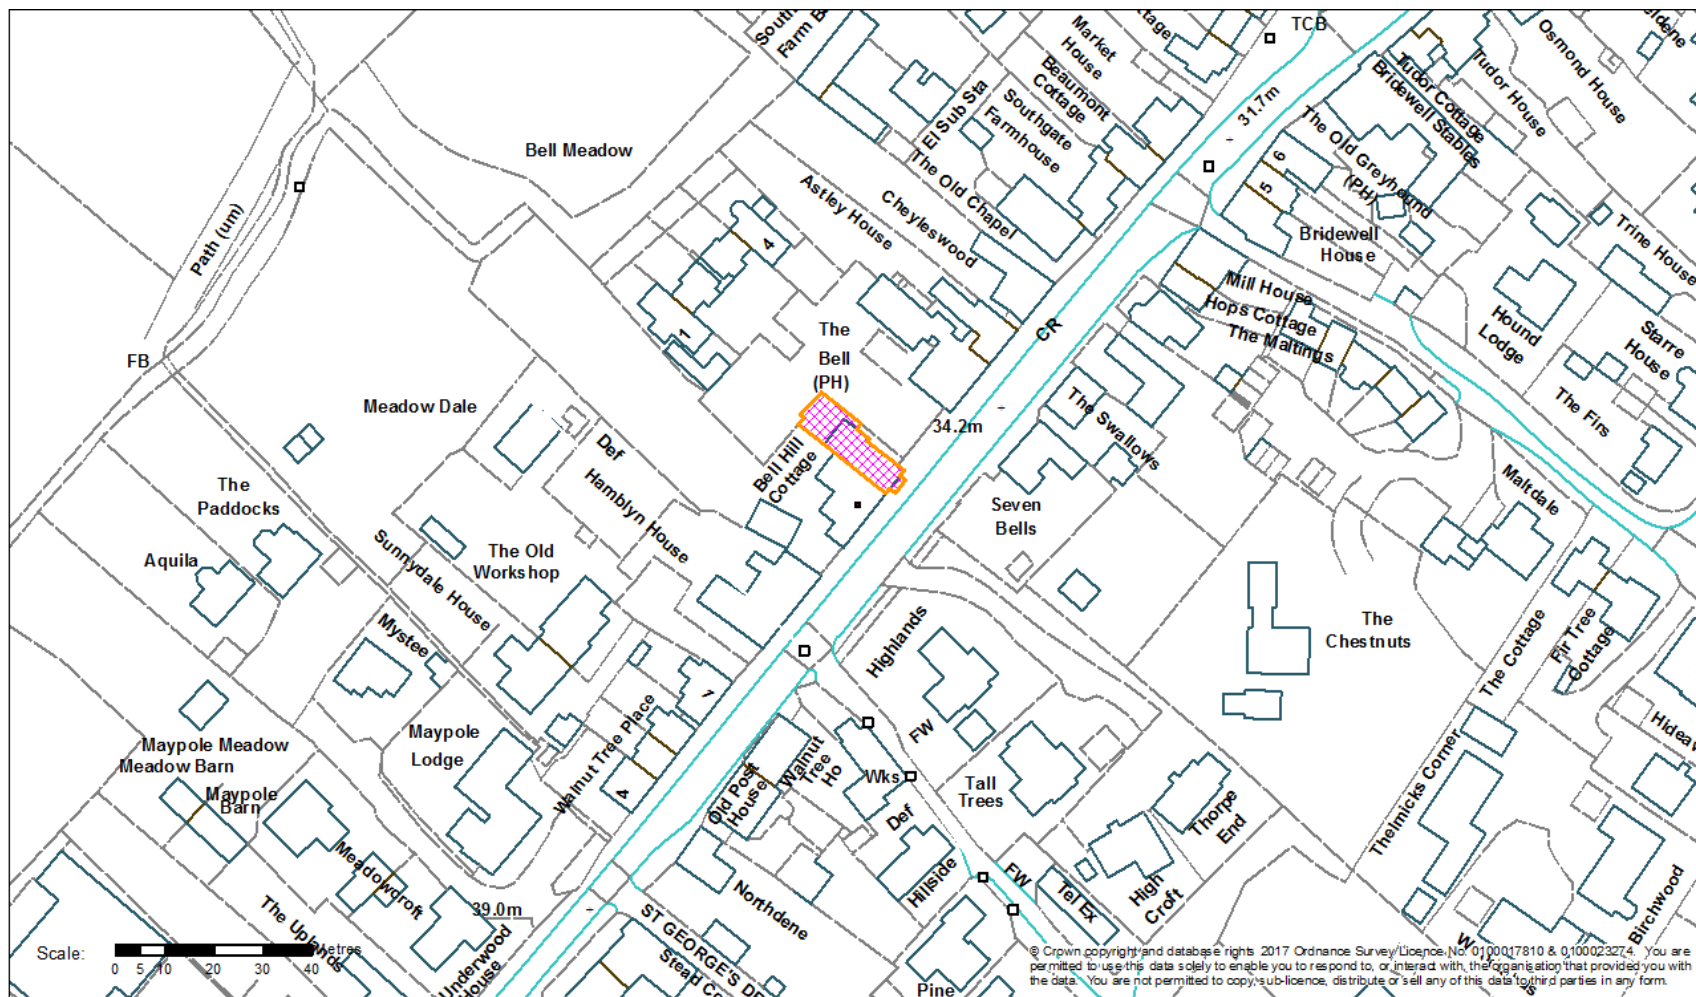 TCB
Market
House
Beaumont
Cottage
El Sub Sta
Southgate
Farmhouse
The Old Chapel
Cheyleswood
Astley House
Bell Meadow
31.7m
Tudor Cottage
Bridewell Stables
Tudor House
Osmond House
The Old Greyhound
(PH)
6
5
Bridewell
House
Trine House
Starre
House
Path (um)
FB
4
1
The
Bell
(PH)
CR
34.2m
Mill House
Hops Cottage
The Maltings
Hound
Lodge
The Firs
The Swallows
Maltdale
Meadow Dale
Def
Hamblyn House
Bell Hill
Cottage
Seven
Bells
The
Paddocks
Aquila
Sunnydale House
The Old
Workshop
Mystee
Highlands
The
Chestnuts
The Cottage
Fir Tree
Cottage
Maypole Meadow
Meadow Barn
Maypole
Barn
Maypole
Lodge
Walnut Tree Place
1
4
Old Post
House
Walnut
Tree
Ho
Wks
FW
Def
Tall
Trees
Thorpe
End
High
Croft
Thelmicks Corner
Birchwood
Meadowcroft
The Uplands
39.0m
Underwood
House
ST GEORGE'S
Northdene
Hillside
FW
Tel Ex
Pine
Scale:
Metres
0 5 10 20 30 40
© Crown copyright and database rights 2017 Ordnance Survey Licence No. 0100017810 & 0100023274. You are
permitted to use this data solely to enable you to respond to, or interact with, the organisation that provided you with
the data. You are not permitted to copy, sub-licence, distribute or sell any of this data to third parties in any form.